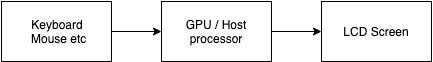 Keyboard
Mouse etc
GPU / Host
processor
LCD Screen